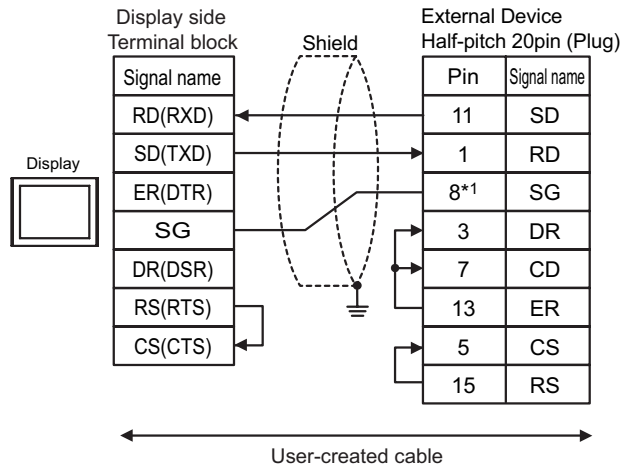 Display side
Terminal block
Shield
External Device
Half-pitch 20pin (Plug)
Signal name
Pin Signal name
RD(RXD) 11 SD
SD(TXD) 1 RD
Display
ER(DTR) 8*1 SG
SG 3 DR
DR(DSR) 7 CD
RS(RTS) 13 ER
CS(CTS) 5 CS
15 RS
User-created cable